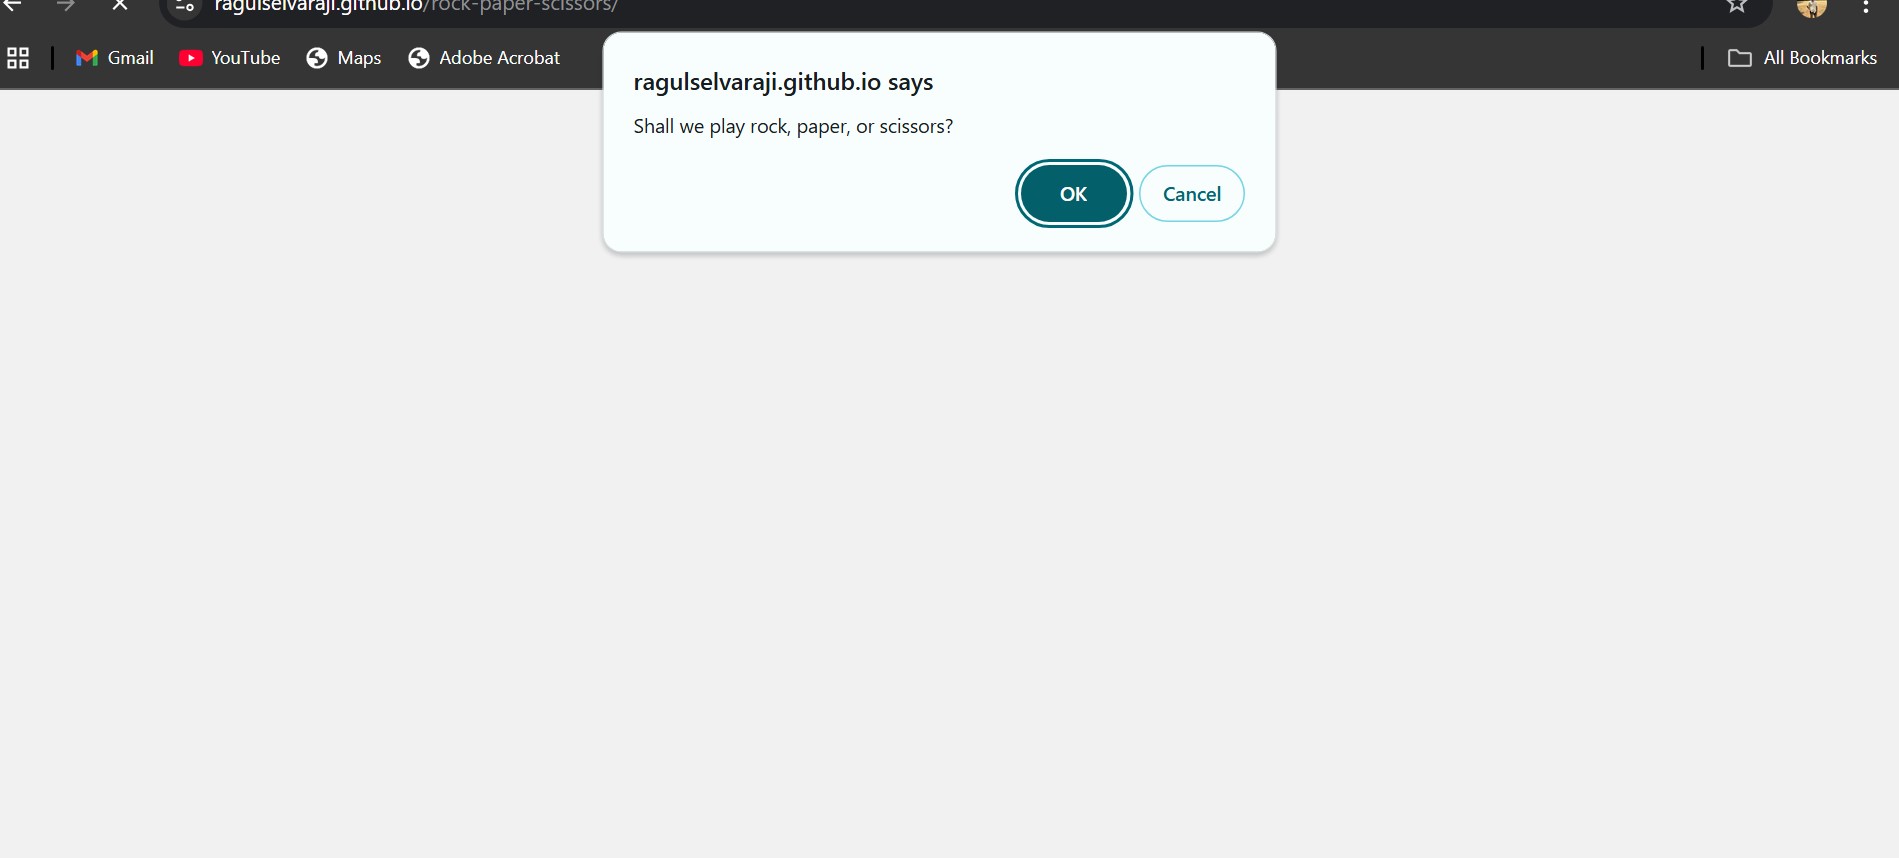 ragulselvaraji.github.io/rock-paper-scissors/
Gmail
YouTube
Maps
Adobe Acrobat
All Bookmarks
ragulselvaraji.github.io says
Shall we play rock, paper, or scissors?
OK
Cancel